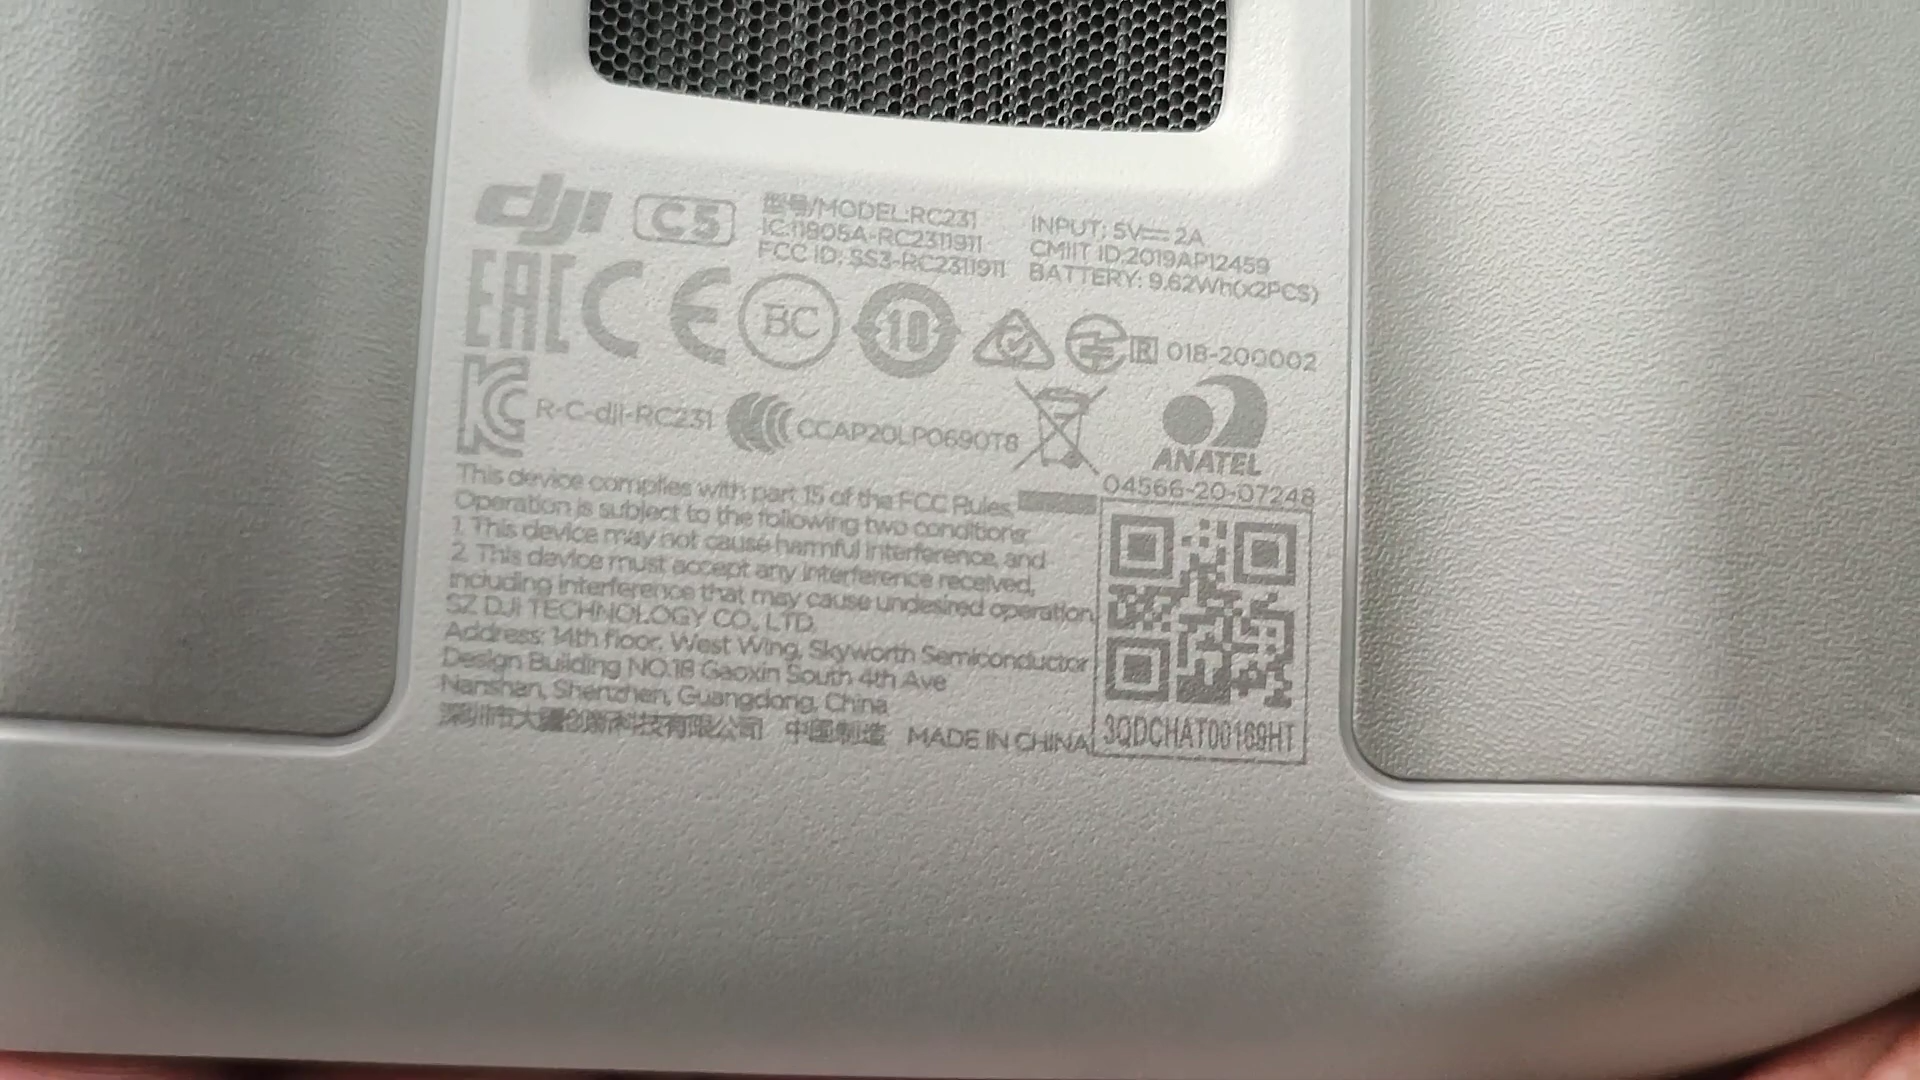 dji C5
型号/MODEL:RC231
IC:11805A-RC2311911
FCC ID: SS3-RC2311911
INPUT: 5V⎓2A
CMIIT ID:2019AP12459
BATTERY: 9.62Wh(x2PCS)
EAC CE BC 10 R 018-200002
KC R-C-dji-RC231 CCAP20LP0690T8
ANATEL
04566-20-07248
This device complies with part 15 of the FCC Rules.
Operation is subject to the following two conditions:
1. This device may not cause harmful interference, and
2. This device must accept any interference received,
including interference that may cause undesired operation.
SZ DJI TECHNOLOGY CO., LTD.
Address: 14th floor, West Wing, Skyworth Semiconductor
Design Building NO.18 Gaoxin South 4th Ave
Nanshan, Shenzhen, Guangdong, China
深圳市大疆创新科技有限公司 中国制造 MADE IN CHINA
3QDCHAT00169HT